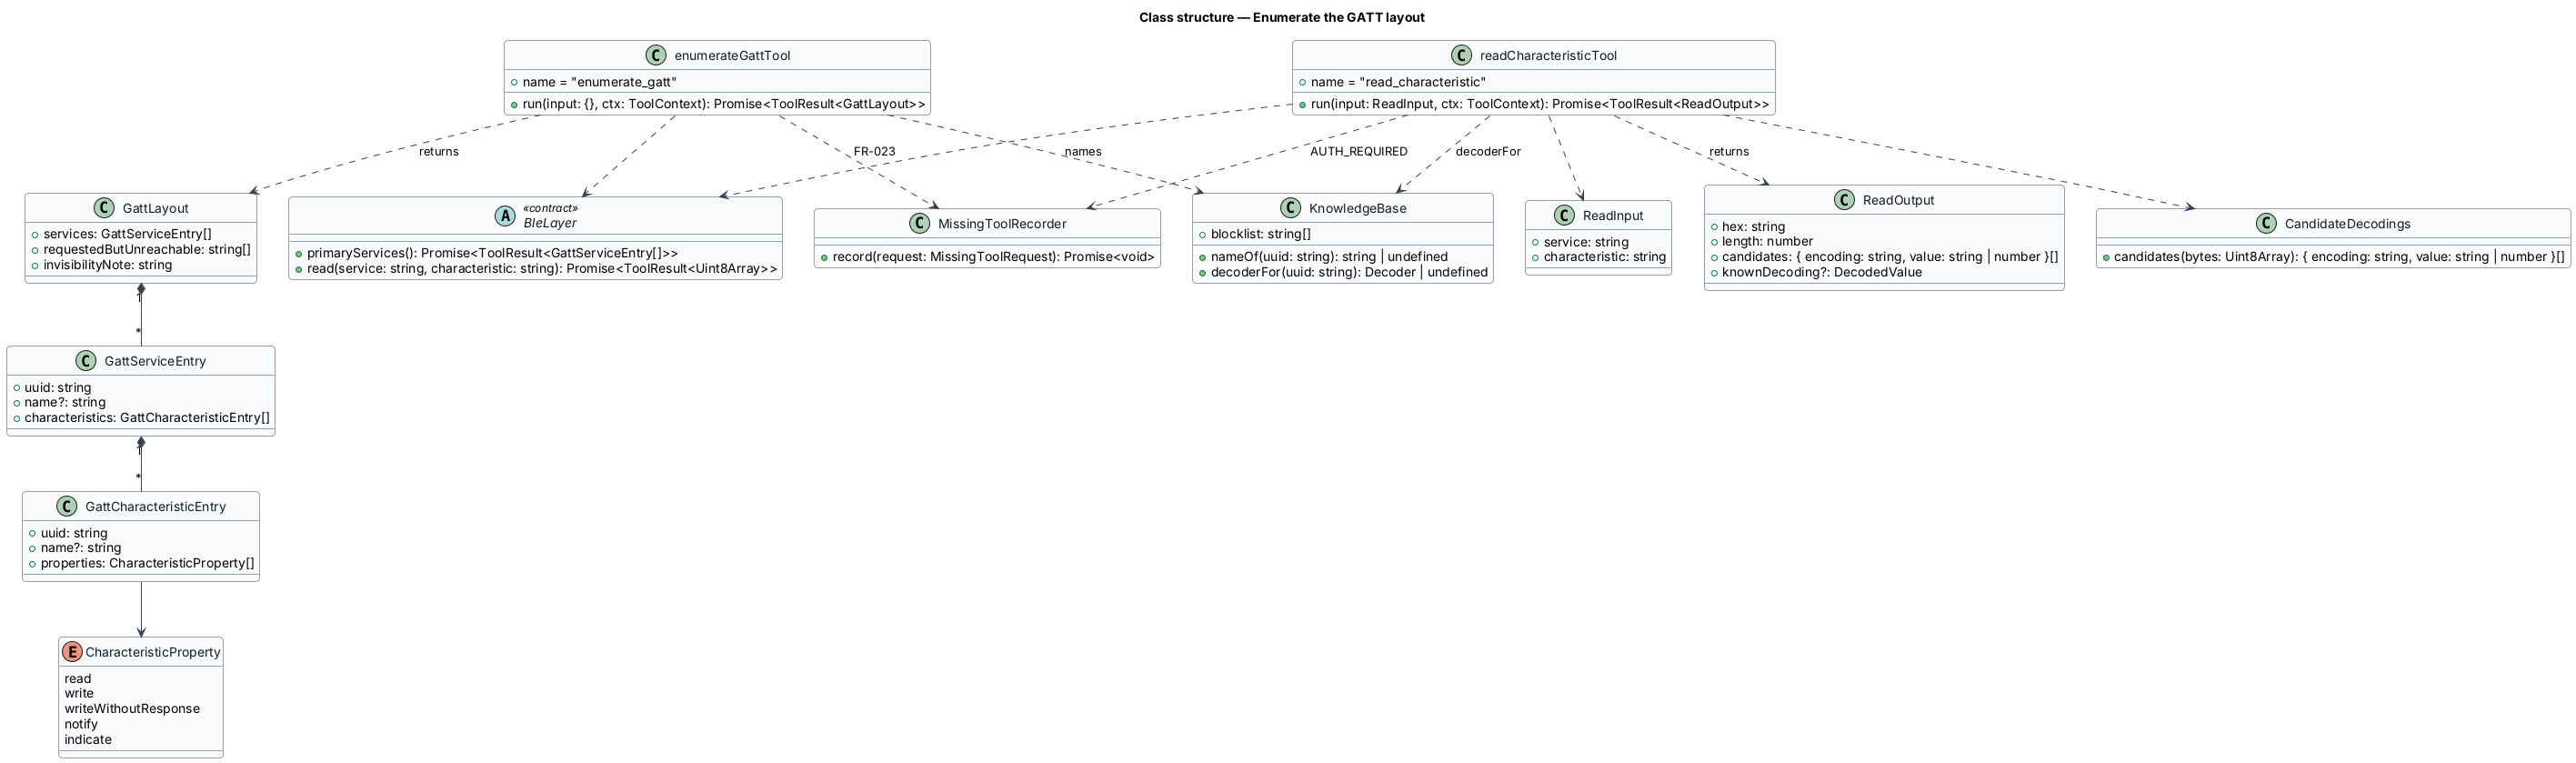 Class structure — Enumerate the GATT layout
C enumerateGattTool
name = "enumerate_gatt"
run(input: {}, ctx: ToolContext): Promise<ToolResult<GattLayout>>
C readCharacteristicTool
name = "read_characteristic"
run(input: ReadInput, ctx: ToolContext): Promise<ToolResult<ReadOutput>>
returns
FR-023
names
AUTH_REQUIRED
decoderFor
returns
C GattLayout
services: GattServiceEntry[]
requestedButUnreachable: string[]
invisibilityNote: string
A «contract»
BleLayer
primaryServices(): Promise<ToolResult<GattServiceEntry[]>>
read(service: string, characteristic: string): Promise<ToolResult<Uint8Array>>
C MissingToolRecorder
record(request: MissingToolRequest): Promise<void>
C KnowledgeBase
blocklist: string[]
nameOf(uuid: string): string | undefined
decoderFor(uuid: string): Decoder | undefined
C ReadInput
service: string
characteristic: string
C ReadOutput
hex: string
length: number
candidates: { encoding: string, value: string | number }[]
knownDecoding?: DecodedValue
C CandidateDecodings
candidates(bytes: Uint8Array): { encoding: string, value: string | number }[]
1
*
C GattServiceEntry
uuid: string
name?: string
characteristics: GattCharacteristicEntry[]
1
*
C GattCharacteristicEntry
uuid: string
name?: string
properties: CharacteristicProperty[]
E CharacteristicProperty
read
write
writeWithoutResponse
notify
indicate